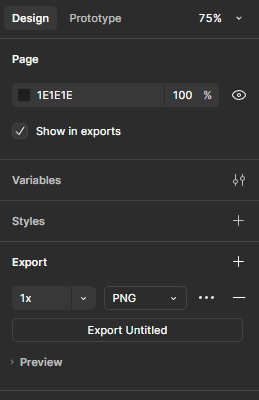 Design Prototype 75%
Page
1E1E1E 100 %
Show in exports
Variables
Styles
Export
1x PNG
Export Untitled
Preview